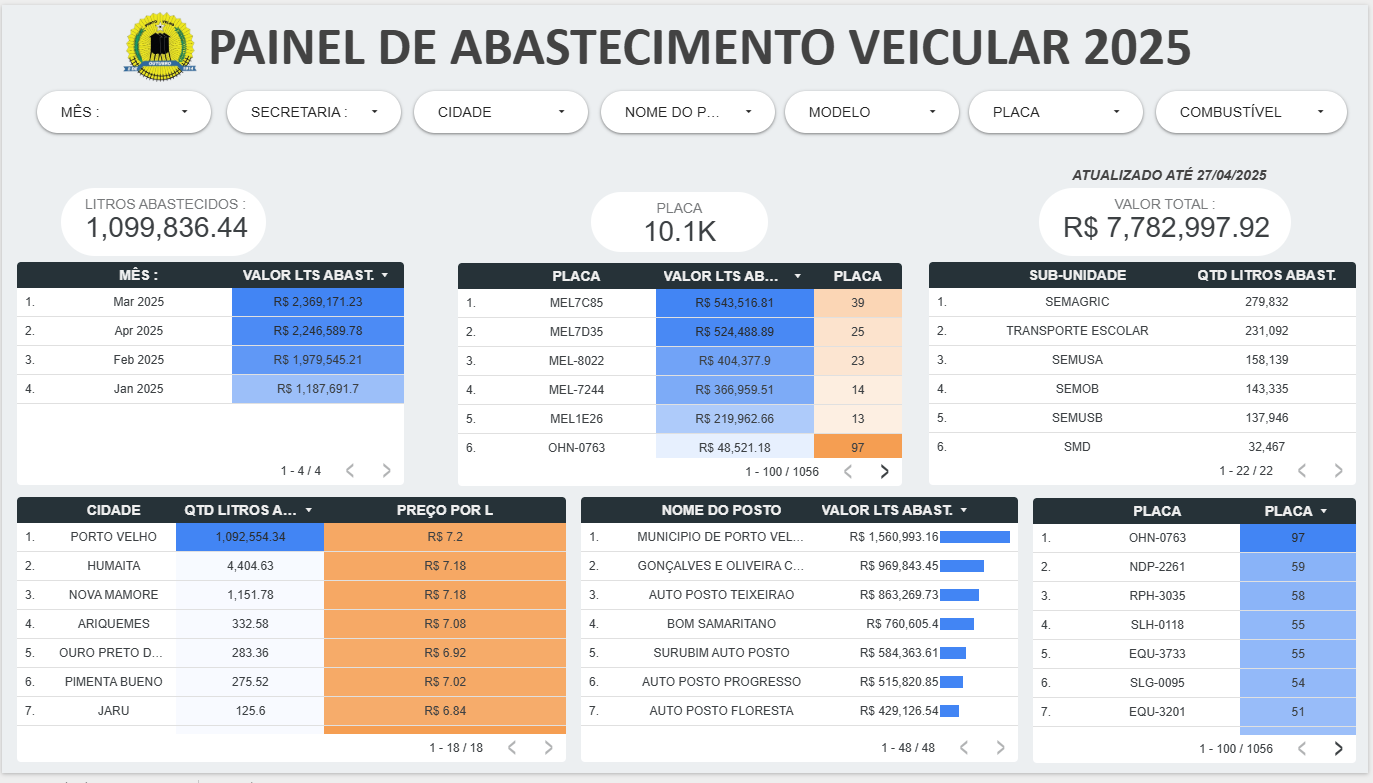 PAINEL DE ABASTECIMENTO VEICULAR 2025
PORTO VELHO
OUTUBRO
MÊS :
SECRETARIA :
CIDADE
NOME DO P...
MODELO
PLACA
COMBUSTÍVEL
ATUALIZADO ATÉ 27/04/2025
LITROS ABASTECIDOS :
1,099,836.44
PLACA
10.1K
VALOR TOTAL :
R$ 7,782,997.92
MÊS : VALOR LTS ABAST.
1. Mar 2025 R$ 2,369,171.23
2. Apr 2025 R$ 2,246,589.78
3. Feb 2025 R$ 1,979,545.21
4. Jan 2025 R$ 1,187,691.7
1 - 4 / 4
PLACA VALOR LTS AB... PLACA
1. MEL7C85 R$ 543,516.81 39
2. MEL7D35 R$ 524,488.89 25
3. MEL-8022 R$ 404,377.9 23
4. MEL-7244 R$ 366,959.51 14
5. MEL1E26 R$ 219,962.66 13
6. OHN-0763 R$ 48,521.18 97
1 - 100 / 1056
SUB-UNIDADE QTD LITROS ABAST.
1. SEMAGRIC 279,832
2. TRANSPORTE ESCOLAR 231,092
3. SEMUSA 158,139
4. SEMOB 143,335
5. SEMUSB 137,946
6. SMD 32,467
1 - 22 / 22
CIDADE QTD LITROS A... PREÇO POR L
1. PORTO VELHO 1,092,554.34 R$ 7.2
2. HUMAITA 4,404.63 R$ 7.18
3. NOVA MAMORE 1,151.78 R$ 7.18
4. ARIQUEMES 332.58 R$ 7.08
5. OURO PRETO D... 283.36 R$ 6.92
6. PIMENTA BUENO 275.52 R$ 7.02
7. JARU 125.6 R$ 6.84
1 - 18 / 18
NOME DO POSTO VALOR LTS ABAST.
1. MUNICIPIO DE PORTO VEL... R$ 1,560,993.16
2. GONÇALVES E OLIVEIRA C... R$ 969,843.45
3. AUTO POSTO TEIXEIRAO R$ 863,269.73
4. BOM SAMARITANO R$ 760,605.4
5. SURUBIM AUTO POSTO R$ 584,363.61
6. AUTO POSTO PROGRESSO R$ 515,820.85
7. AUTO POSTO FLORESTA R$ 429,126.54
1 - 48 / 48
PLACA PLACA
1. OHN-0763 97
2. NDP-2261 59
3. RPH-3035 58
4. SLH-0118 55
5. EQU-3733 55
6. SLG-0095 54
7. EQU-3201 51
1 - 100 / 1056